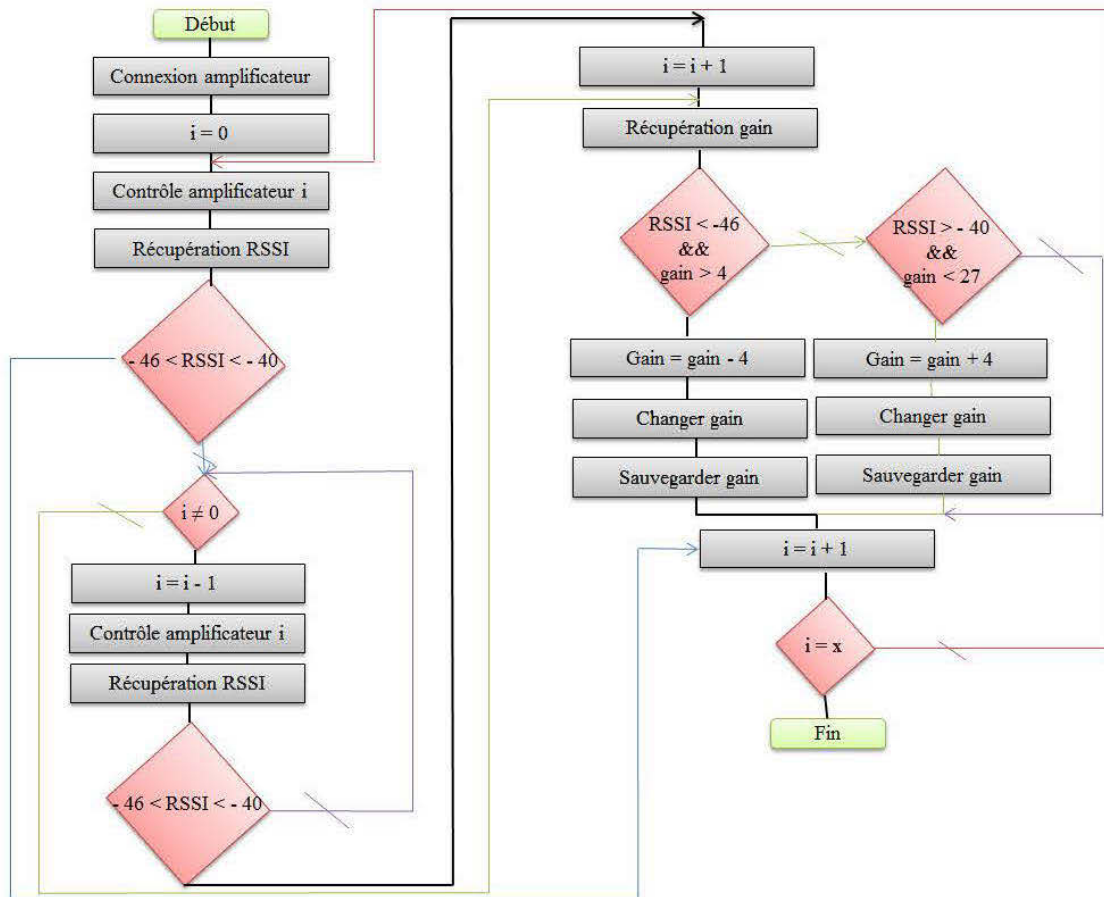 Début
Connexion amplificateur
i = 0
Contrôle amplificateur i
Récupération RSSI
- 46 < RSSI < - 40
i ≠ 0
i = i - 1
Contrôle amplificateur i
Récupération RSSI
- 46 < RSSI < - 40
i = i + 1
Récupération gain
RSSI < -46
&&
gain > 4
RSSI > - 40
&&
gain < 27
Gain = gain - 4
Changer gain
Sauvegarder gain
Gain = gain + 4
Changer gain
Sauvegarder gain
i = i + 1
i = x
Fin